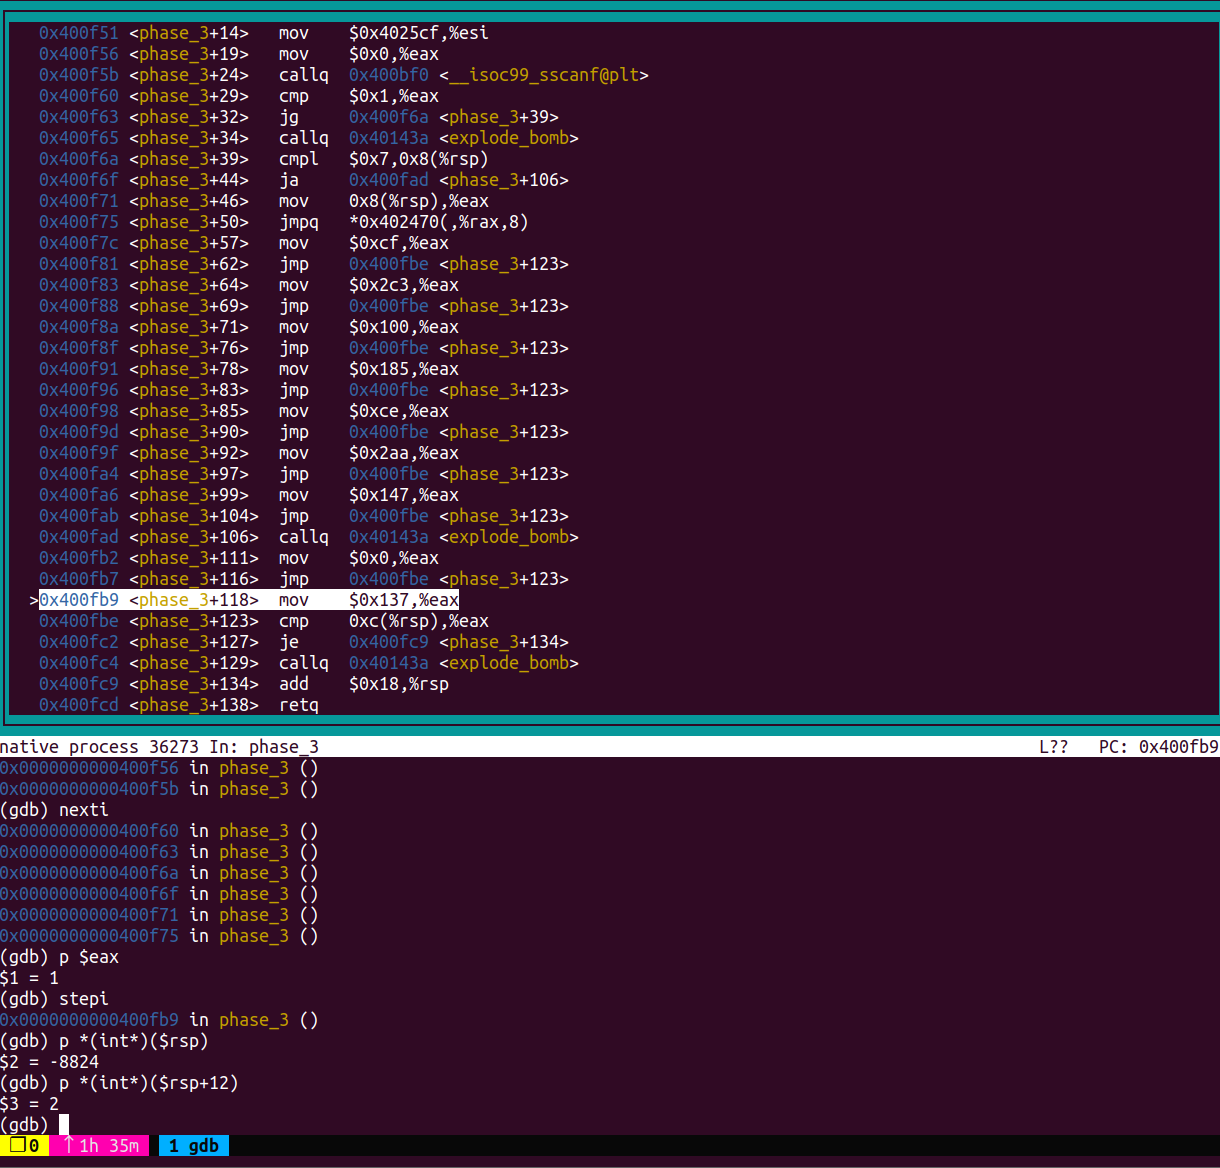 0x400f51 <phase_3+14>   mov    $0x4025cf,%esi
0x400f56 <phase_3+19>   mov    $0x0,%eax
0x400f5b <phase_3+24>   callq  0x400bf0 <__isoc99_sscanf@plt>
0x400f60 <phase_3+29>   cmp    $0x1,%eax
0x400f63 <phase_3+32>   jg     0x400f6a <phase_3+39>
0x400f65 <phase_3+34>   callq  0x40143a <explode_bomb>
0x400f6a <phase_3+39>   cmpl   $0x7,0x8(%rsp)
0x400f6f <phase_3+44>   ja     0x400fad <phase_3+106>
0x400f71 <phase_3+46>   mov    0x8(%rsp),%eax
0x400f75 <phase_3+50>   jmpq   *0x402470(,%rax,8)
0x400f7c <phase_3+57>   mov    $0xcf,%eax
0x400f81 <phase_3+62>   jmp    0x400fbe <phase_3+123>
0x400f83 <phase_3+64>   mov    $0x2c3,%eax
0x400f88 <phase_3+69>   jmp    0x400fbe <phase_3+123>
0x400f8a <phase_3+71>   mov    $0x100,%eax
0x400f8f <phase_3+76>   jmp    0x400fbe <phase_3+123>
0x400f91 <phase_3+78>   mov    $0x185,%eax
0x400f96 <phase_3+83>   jmp    0x400fbe <phase_3+123>
0x400f98 <phase_3+85>   mov    $0xce,%eax
0x400f9d <phase_3+90>   jmp    0x400fbe <phase_3+123>
0x400f9f <phase_3+92>   mov    $0x2aa,%eax
0x400fa4 <phase_3+97>   jmp    0x400fbe <phase_3+123>
0x400fa6 <phase_3+99>   mov    $0x147,%eax
0x400fab <phase_3+104>  jmp    0x400fbe <phase_3+123>
0x400fad <phase_3+106>  callq  0x40143a <explode_bomb>
0x400fb2 <phase_3+111>  mov    $0x0,%eax
0x400fb7 <phase_3+116>  jmp    0x400fbe <phase_3+123>
>0x400fb9 <phase_3+118>  mov    $0x137,%eax
0x400fbe <phase_3+123>  cmp    0xc(%rsp),%eax
0x400fc2 <phase_3+127>  je     0x400fc9 <phase_3+134>
0x400fc4 <phase_3+129>  callq  0x40143a <explode_bomb>
0x400fc9 <phase_3+134>  add    $0x18,%rsp
0x400fcd <phase_3+138>  retq
native process 36273 In: phase_3 L?? PC: 0x400fb9
0x0000000000400f56 in phase_3 ()
0x0000000000400f5b in phase_3 ()
(gdb) nexti
0x0000000000400f60 in phase_3 ()
0x0000000000400f63 in phase_3 ()
0x0000000000400f6a in phase_3 ()
0x0000000000400f6f in phase_3 ()
0x0000000000400f71 in phase_3 ()
0x0000000000400f75 in phase_3 ()
(gdb) p $eax
$1 = 1
(gdb) stepi
0x0000000000400fb9 in phase_3 ()
(gdb) p *(int*)($rsp)
$2 = -8824
(gdb) p *(int*)($rsp+12)
$3 = 2
(gdb)
❐ 0 ↑ 1h 35m 1 gdb